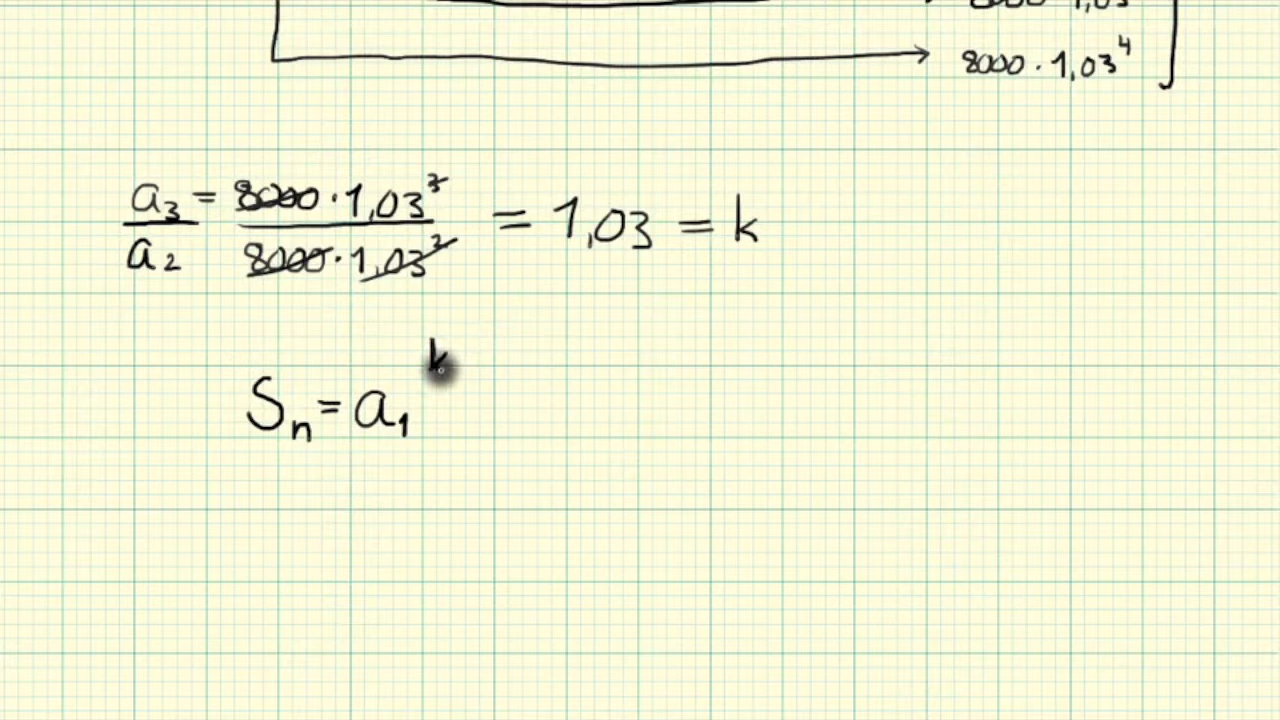 8000 · 1,03⁴
a₃ = 8000 · 1,03³ = 1,03 = k
a₂ 8000 · 1,03²
Sₙ = a₁ k